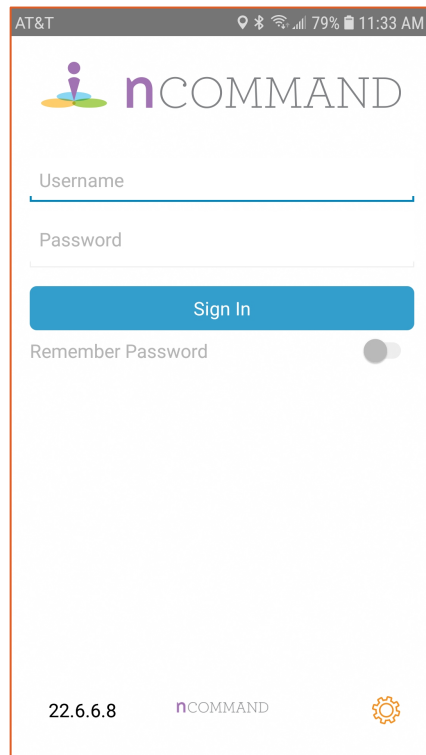 AT&T 79% 11:33 AM
nCOMMAND
Username
Password
Sign In
Remember Password
22.6.6.8 nCOMMAND